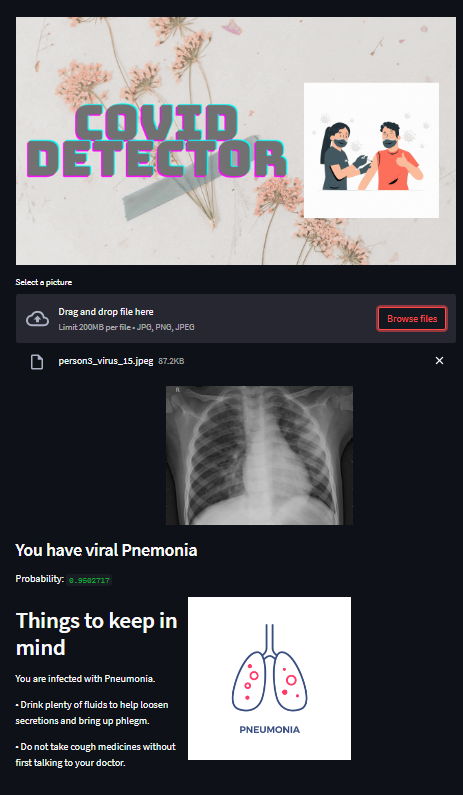 COVID
DETECTOR
Select a picture
Drag and drop file here
Limit 200MB per file • JPG, PNG, JPEG
Browse files
person3_virus_15.jpeg 87.2KB
R
You have viral Pnemonia
Probability: 0.9502717
Things to keep in
mind
You are infected with Pneumonia.
• Drink plenty of fluids to help loosen
secretions and bring up phlegm.
• Do not take cough medicines without
first talking to your doctor.
PNEUMONIA